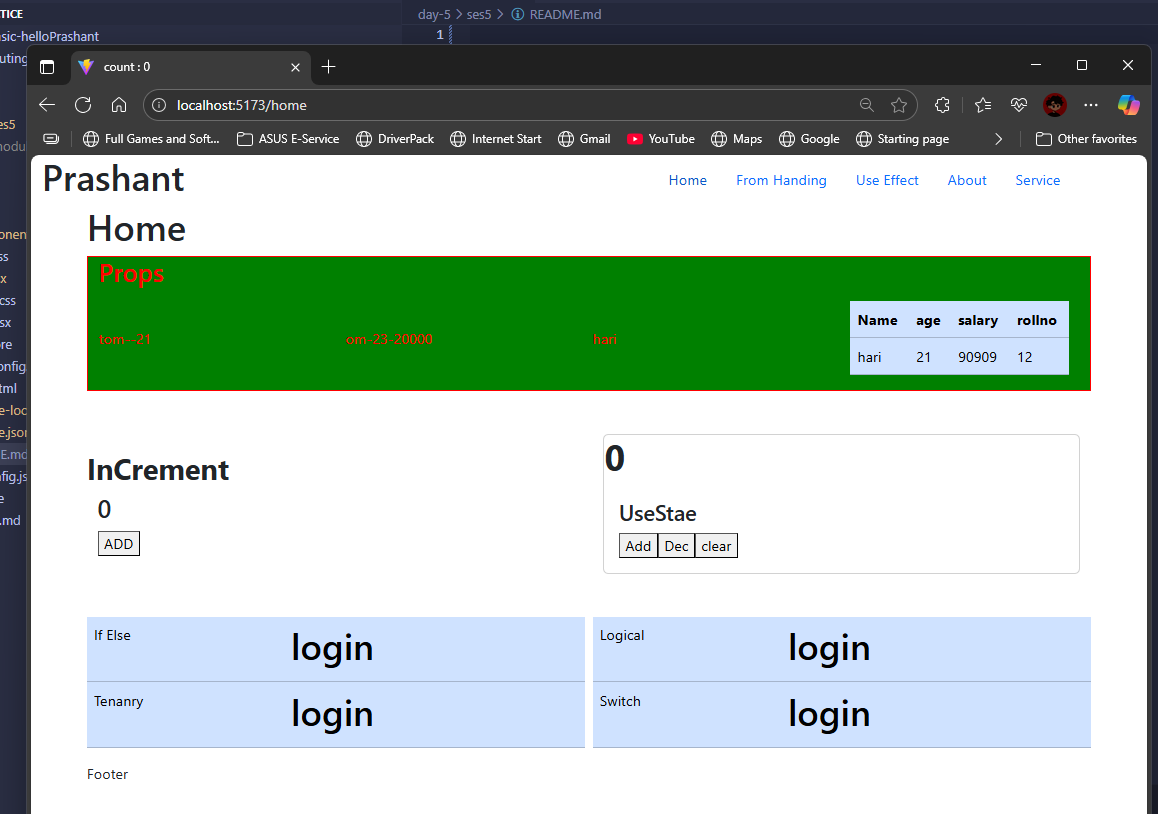 TICE
day-5 > ses5 > README.md
sic-helloPrashant
1
uting
count : 0
localhost:5173/home
es5
Full Games and Soft... ASUS E-Service DriverPack Internet Start Gmail YouTube Maps Google Starting page Other favorites
modu
Prashant Home From Handing Use Effect About Service
Home
onen
ss
x
css
sx
ore
onfig
tml
e-loc
e.json
E.md
nfig.js
e
.md
Props
Name age salary rollno
tom--21 om-23-20000 hari
hari 21 90909 12
InCrement
0
ADD
0
UseStae
Add Dec clear
If Else login Logical login
Tenanry login Switch login
Footer